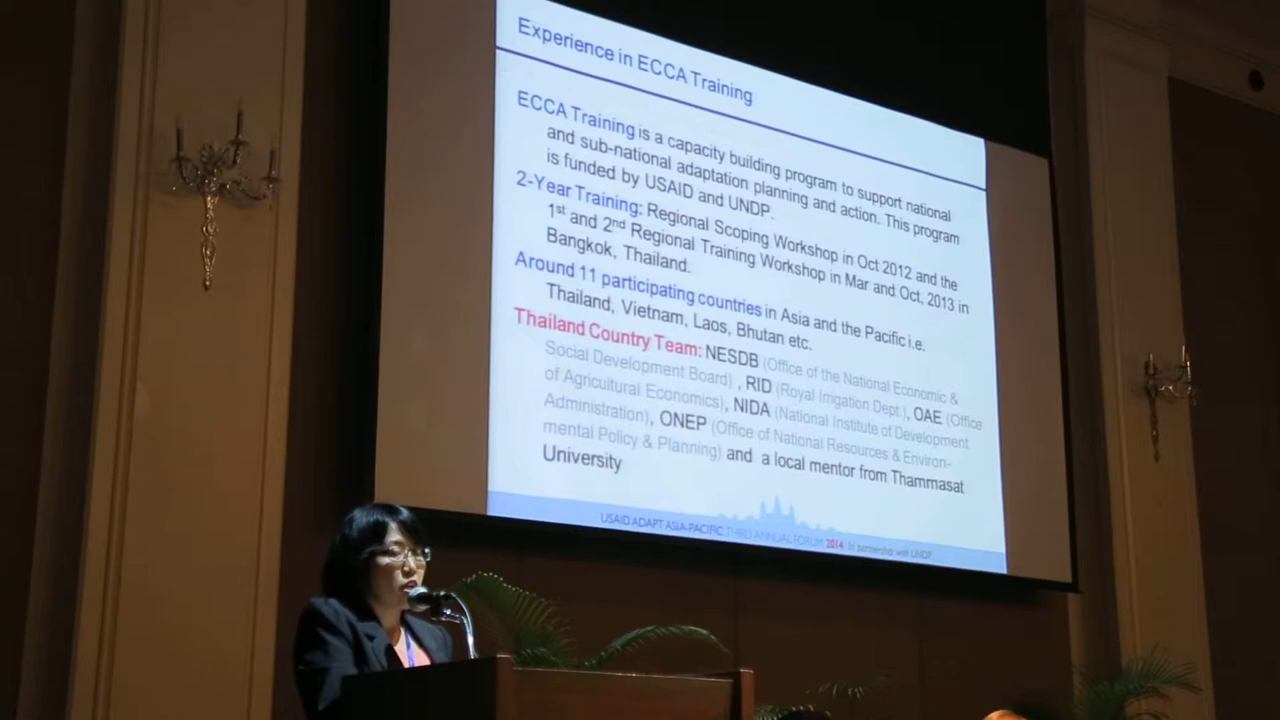 Experience in ECCA Training
ECCA Training is a capacity building program to support national
and sub-national adaptation planning and action. This program
is funded by USAID and UNDP.
2-Year Training: Regional Scoping Workshop in Oct 2012 and the
1st and 2nd Regional Training Workshop in Mar and Oct, 2013 in
Bangkok, Thailand.
Around 11 participating countries in Asia and the Pacific i.e.
Thailand, Vietnam, Laos, Bhutan etc.
Thailand Country Team: NESDB (Office of the National Economic &
Social Development Board) , RID (Royal Irrigation Dept.), OAE (Office
of Agricultural Economics), NIDA (National Institute of Development
Administration), ONEP (Office of National Resources & Environ-
mental Policy & Planning) and a local mentor from Thammasat
University
USAID ADAPT ASIA-PACIFIC THIRD ANNUAL FORUM 2014 In partnership with UNDP